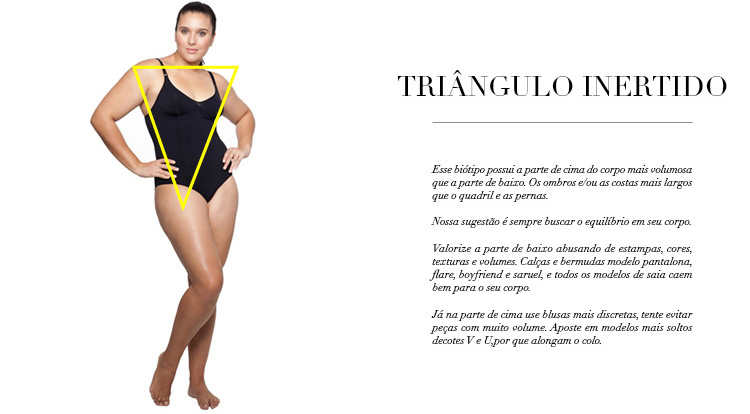 TRIÂNGULO INERTIDO
Esse biótipo possui a parte de cima do corpo mais volumosa
que a parte de baixo. Os ombros e/ou as costas mais largos
que o quadril e as pernas.
Nossa sugestão é sempre buscar o equilíbrio em seu corpo.
Valorize a parte de baixo abusando de estampas, cores,
texturas e volumes. Calças e bermudas modelo pantalona,
flare, boyfriend e saruel, e todos os modelos de saia caem
bem para o seu corpo.
Já na parte de cima use blusas mais discretas, tente evitar
peças com muito volume. Aposte em modelos mais soltos
decotes V e U,por que alongam o colo.